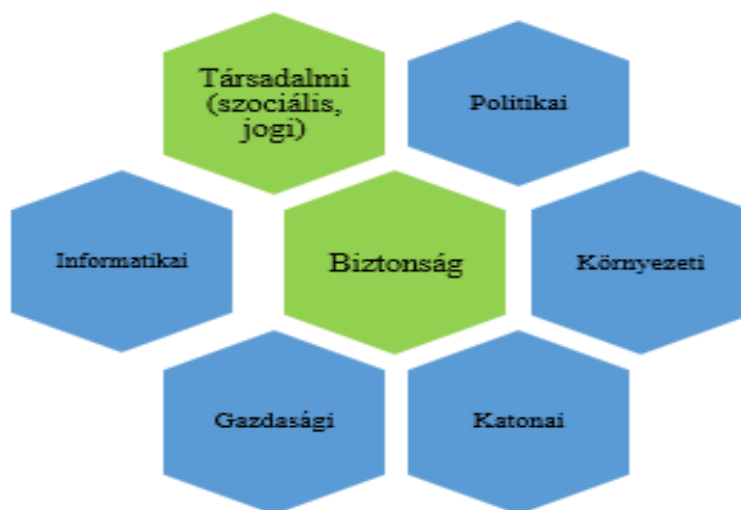 Társadalmi
(szociális,
jogi)
Politikai
Informatikai
Biztonság
Környezeti
Gazdasági
Katonai